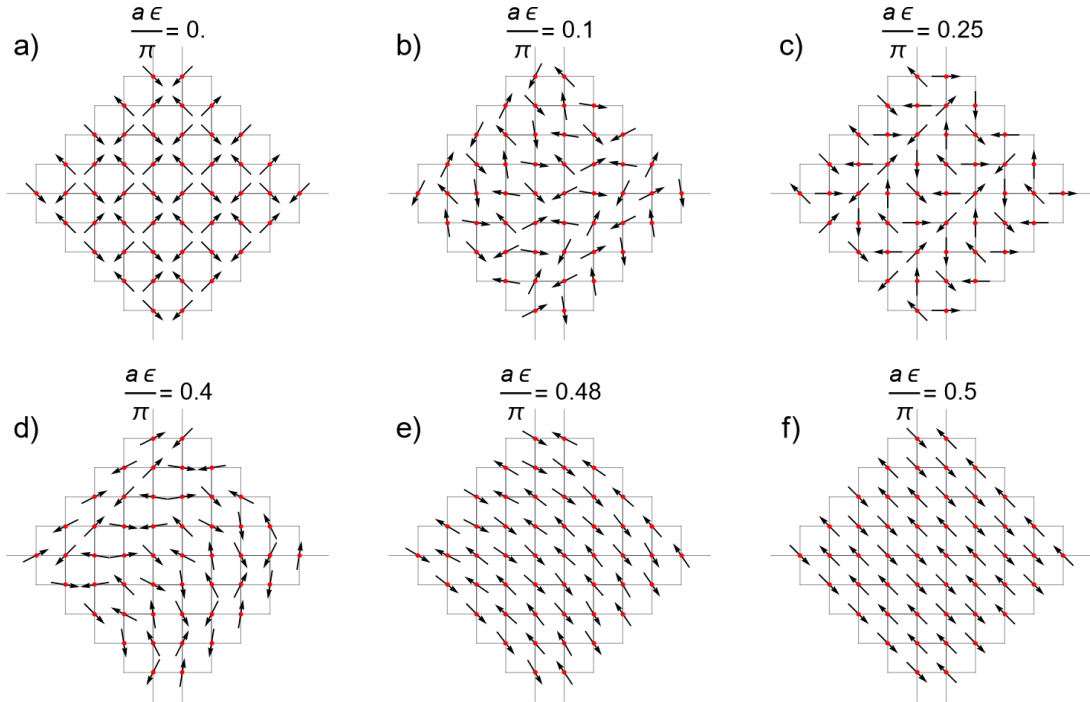 a) aϵ/π = 0.
b) aϵ/π = 0.1
c) aϵ/π = 0.25
d) aϵ/π = 0.4
e) aϵ/π = 0.48
f) aϵ/π = 0.5